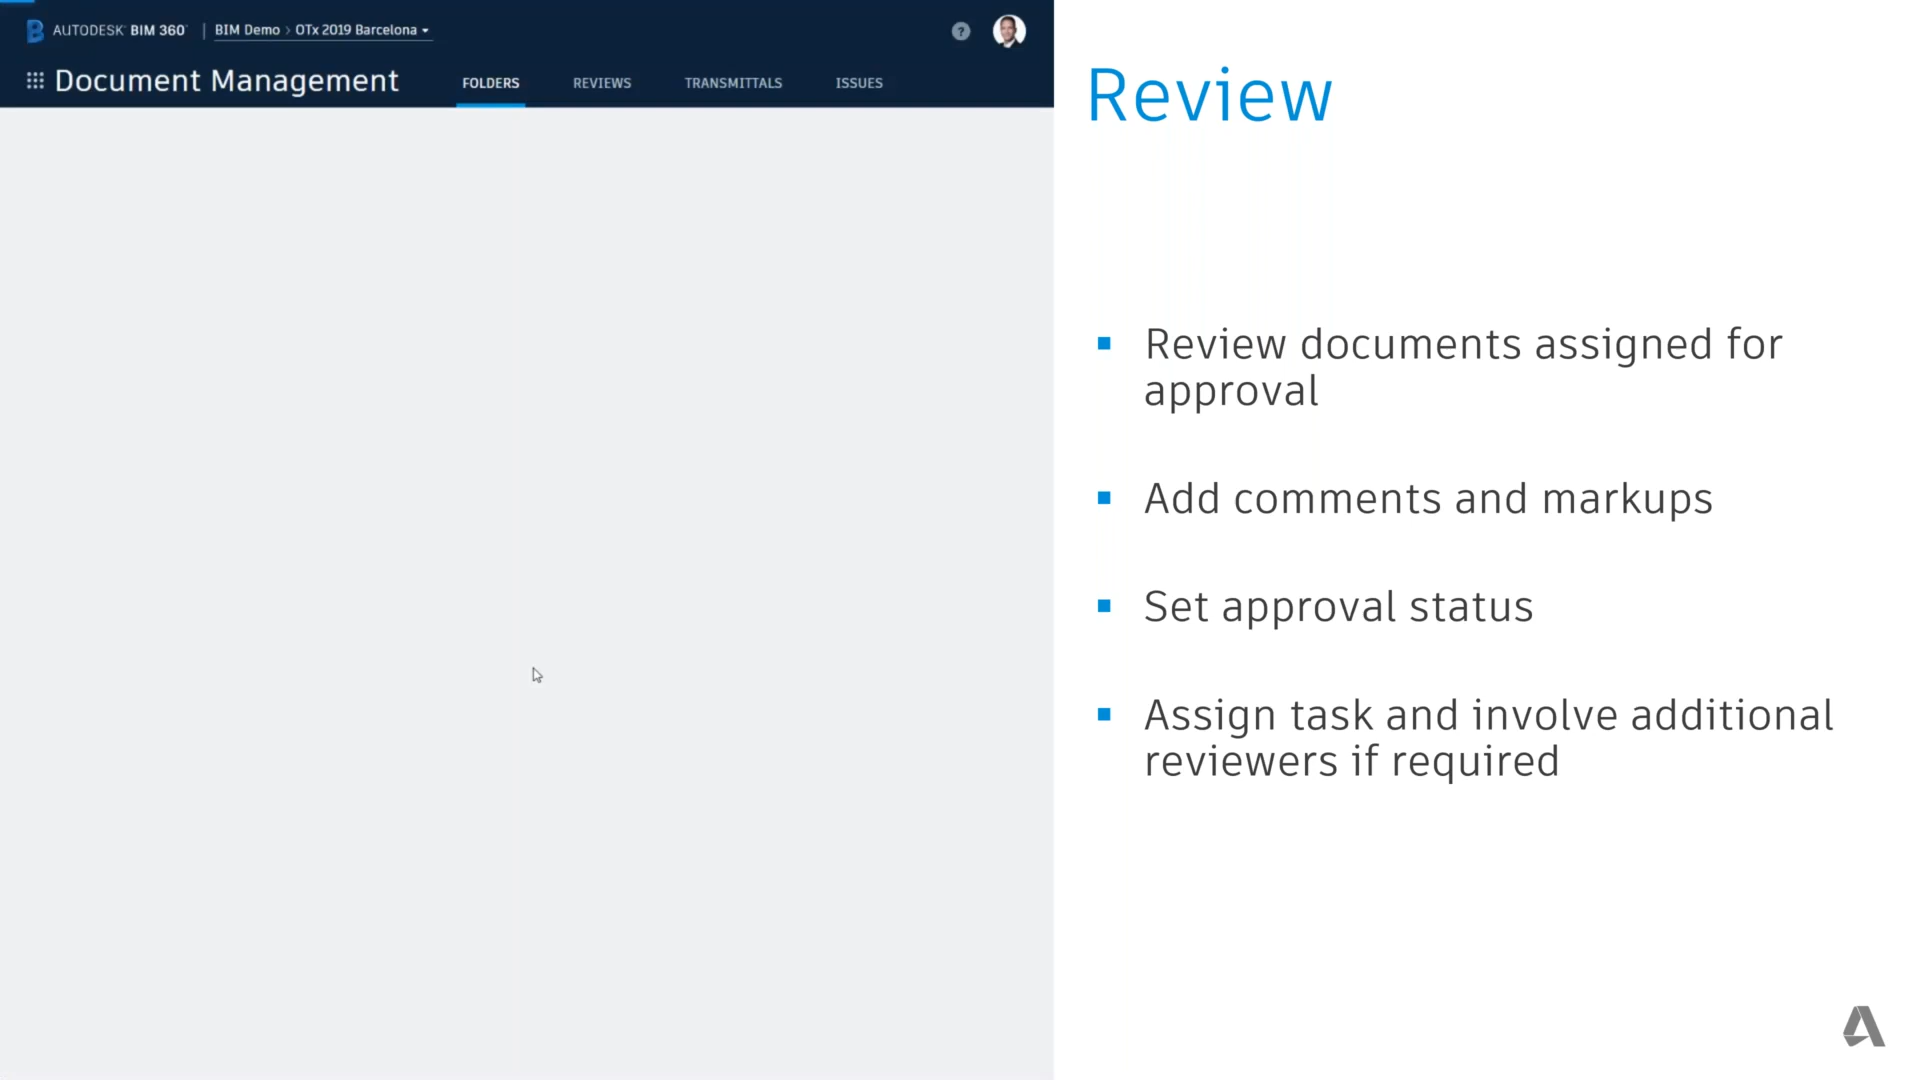 AUTODESK BIM 360 | BIM Demo > OTx 2019 Barcelona
?
Document Management FOLDERS REVIEWS TRANSMITTALS ISSUES
Review
Review documents assigned for
approval
Add comments and markups
Set approval status
Assign task and involve additional
reviewers if required